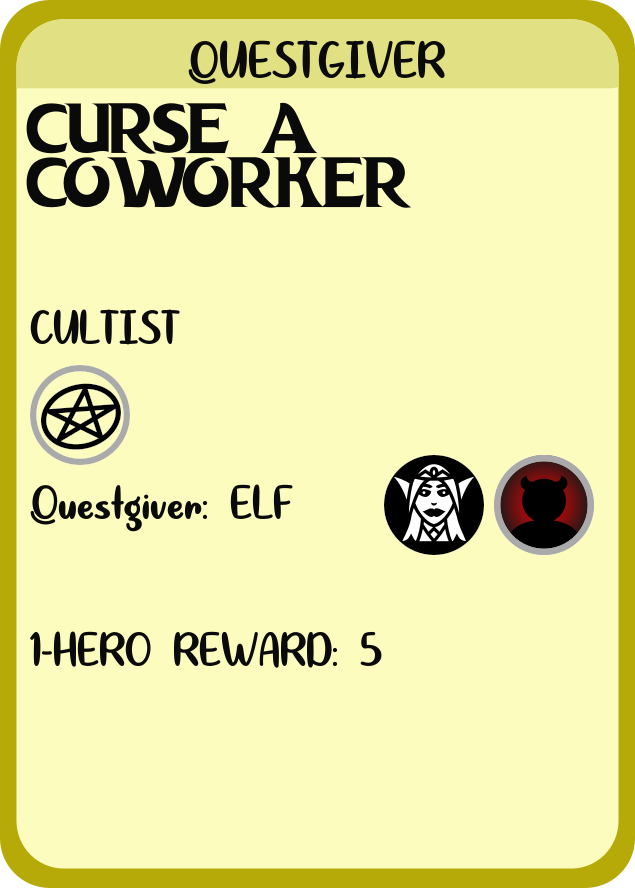 QUESTGIVER
CURSE A
COWORKER
CULTIST
Questgiver: ELF
1-HERO REWARD: 5